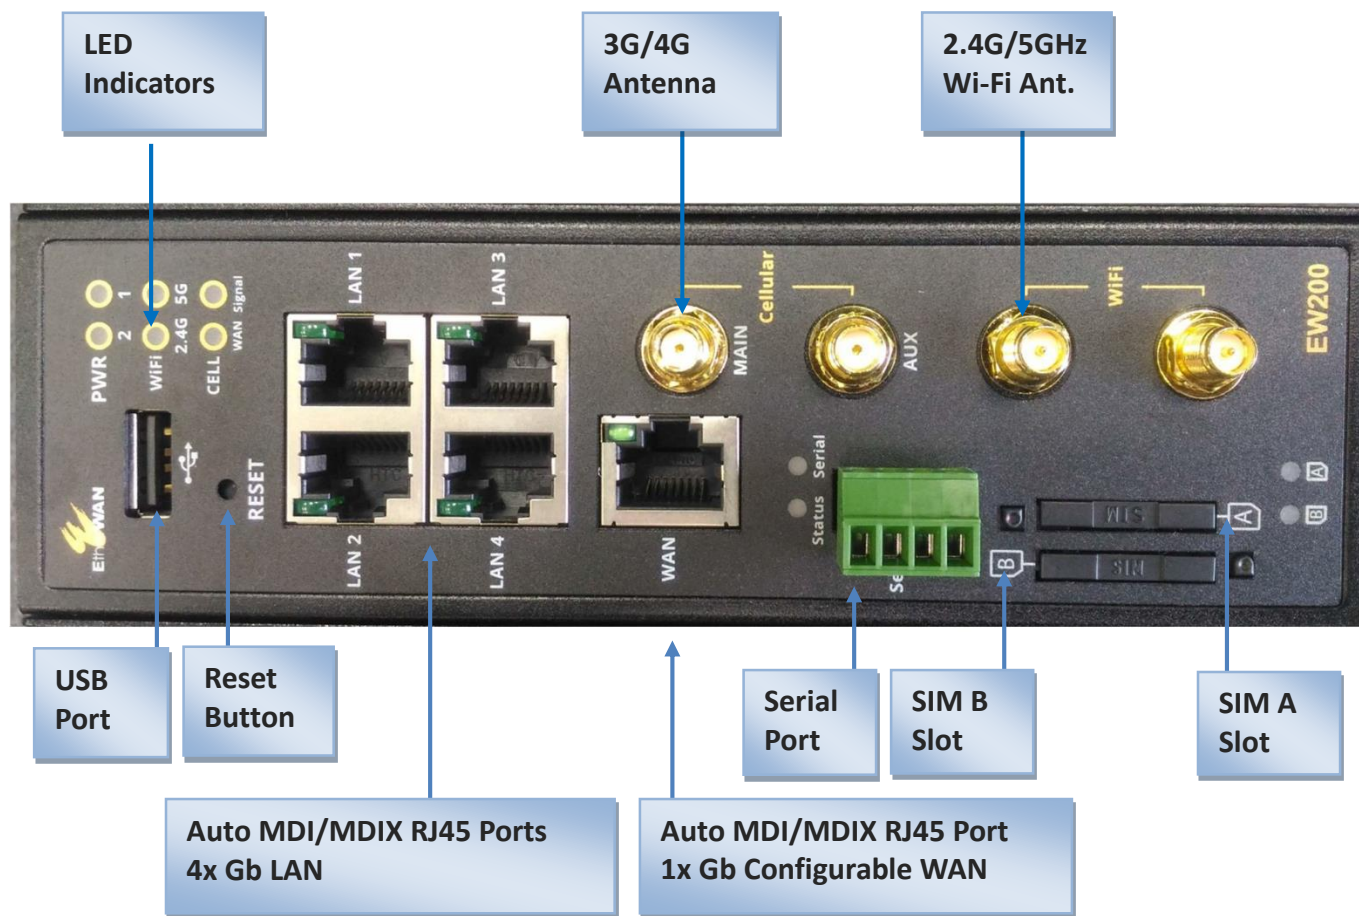 LED
Indicators
3G/4G
Antenna
2.4G/5GHz
Wi-Fi Ant.
PWR
1
2
WiFi
5G
2.4G
CELL
Signal
WAN
LAN 1
LAN 3
Cellular
MAIN
AUX
WiFi
EW200
EtherWAN
RESET
LAN 2
LAN 4
WAN
Serial
Status
Se
SIM
A
B
SIM
A
B
USB
Port
Reset
Button
Serial
Port
SIM B
Slot
SIM A
Slot
Auto MDI/MDIX RJ45 Ports
4x Gb LAN
Auto MDI/MDIX RJ45 Port
1x Gb Configurable WAN